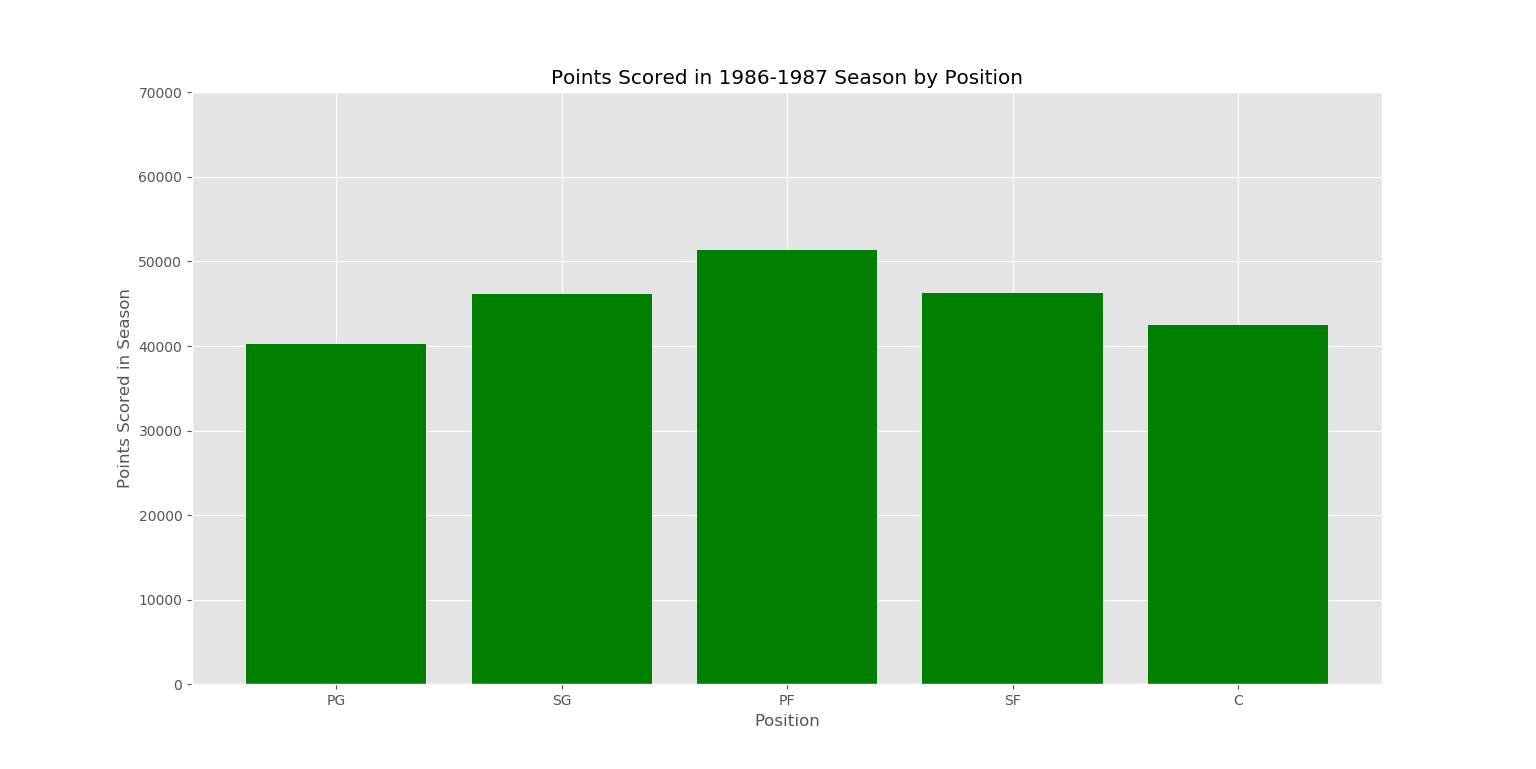 Points Scored in 1986-1987 Season by Position
70000
60000
50000
40000
30000
20000
10000
0
Points Scored in Season
PG SG PF SF C
Position